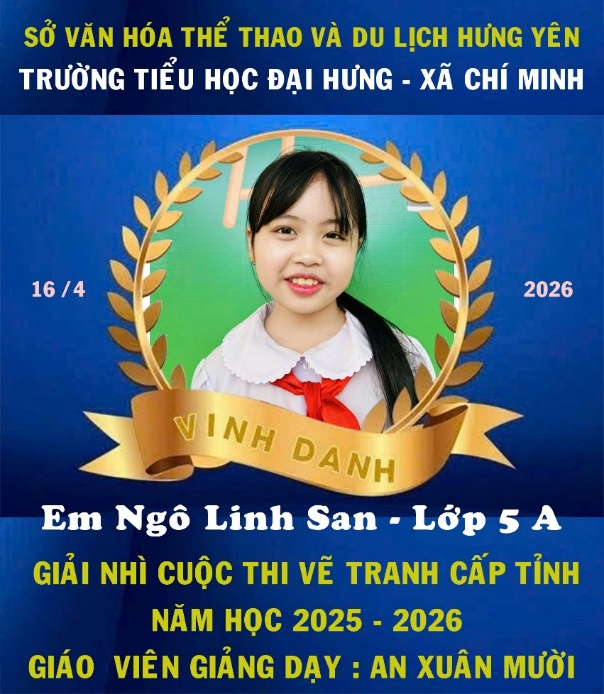 SỞ VĂN HÓA THỂ THAO VÀ DU LỊCH HƯNG YÊN
TRƯỜNG TIỂU HỌC ĐẠI HƯNG - XÃ CHÍ MINH
16 /4
2026
VINH DANH
Em Ngô Linh San - Lớp 5 A
GIẢI NHÌ CUỘC THI VẼ TRANH CẤP TỈNH
NĂM HỌC 2025 - 2026
GIÁO VIÊN GIẢNG DẠY : AN XUÂN MƯỜI